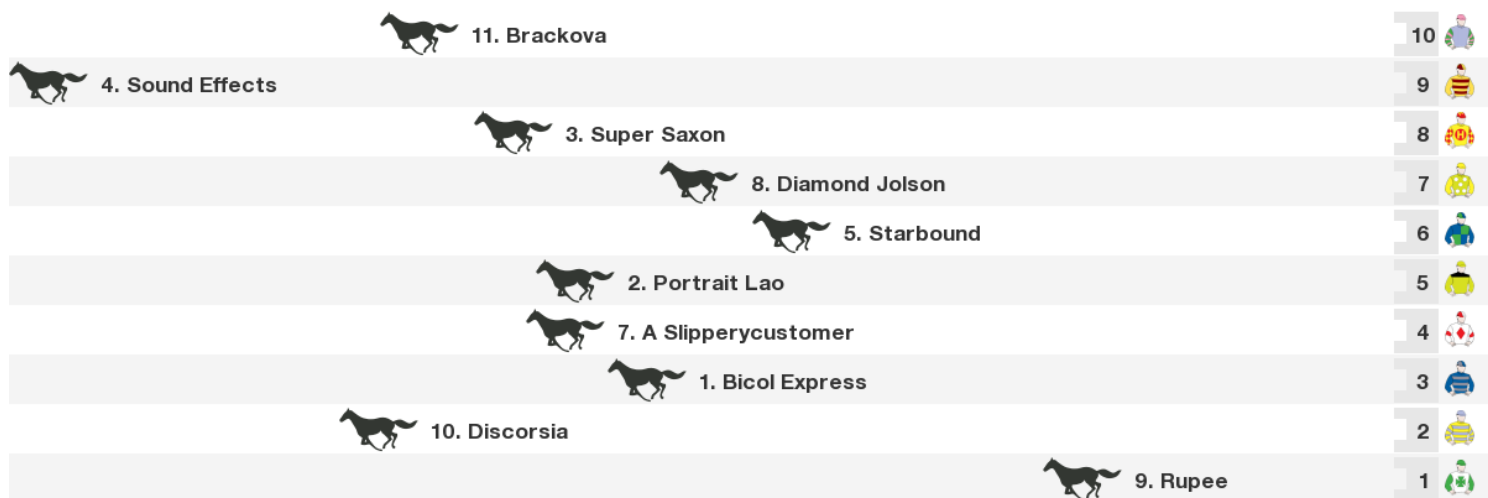 11. Brackova 10
4. Sound Effects 9
3. Super Saxon 8
8. Diamond Jolson 7
5. Starbound 6
2. Portrait Lao 5
7. A Slipperycustomer 4
1. Bicol Express 3
10. Discorsia 2
9. Rupee 1